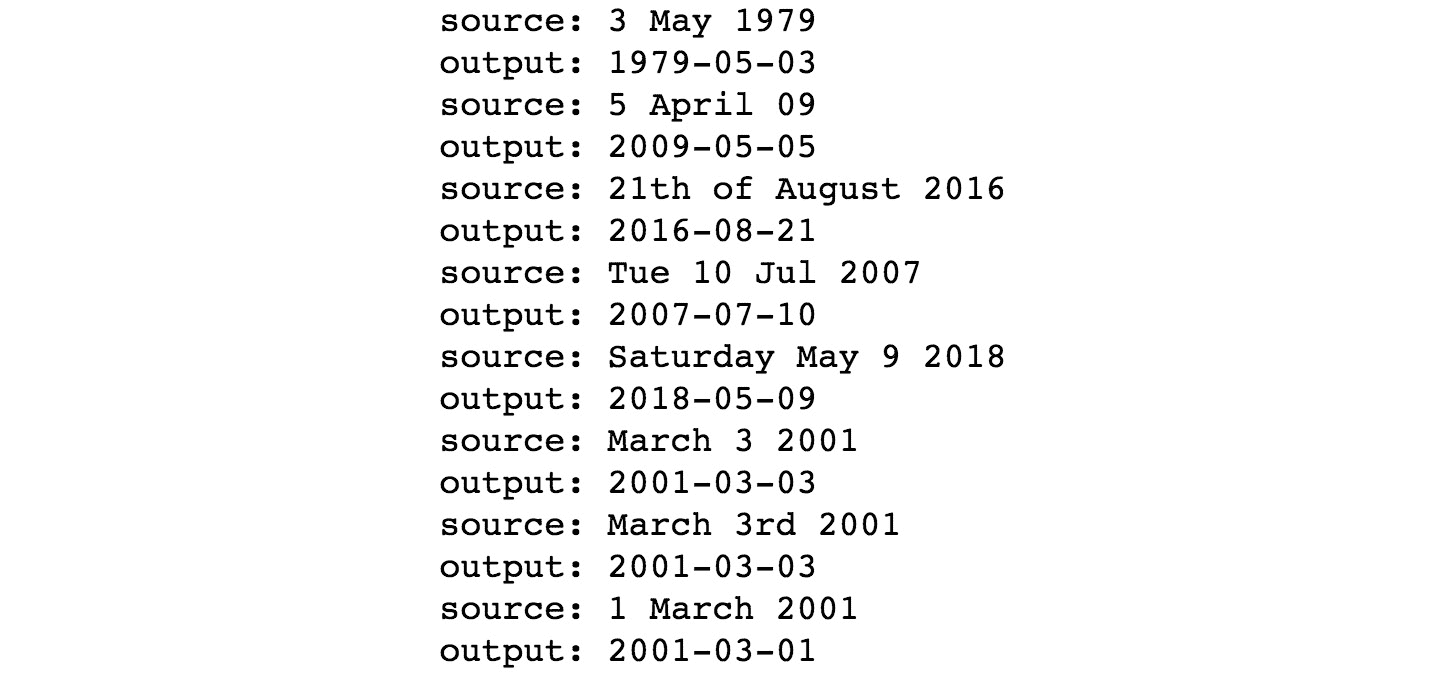 source: 3 May 1979
output: 1979-05-03
source: 5 April 09
output: 2009-05-05
source: 21th of August 2016
output: 2016-08-21
source: Tue 10 Jul 2007
output: 2007-07-10
source: Saturday May 9 2018
output: 2018-05-09
source: March 3 2001
output: 2001-03-03
source: March 3rd 2001
output: 2001-03-03
source: 1 March 2001
output: 2001-03-01